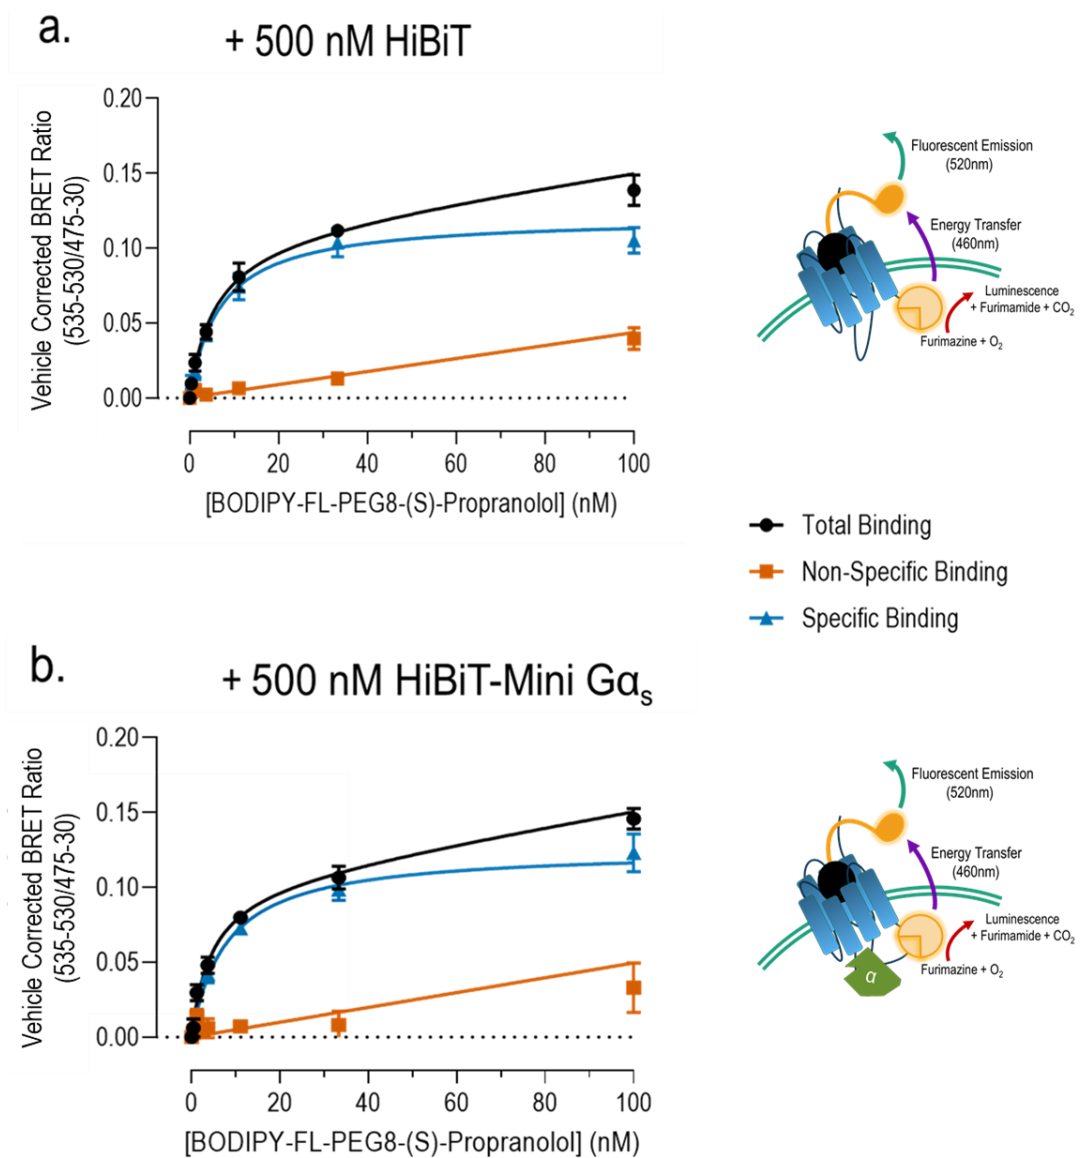 a.
+ 500 nM HiBiT
Vehicle Corrected BRET Ratio
(535-530/475-30)
0.20
0.15
0.10
0.05
0.00
0 20 40 60 80 100
[BODIPY-FL-PEG8-(S)-Propranolol] (nM)
Fluorescent Emission
(520nm)
Energy Transfer
(460nm)
Luminescence
+ Furimamide + CO₂
Furimazine + O₂
Total Binding
Non-Specific Binding
Specific Binding
b.
+ 500 nM HiBiT-Mini Gαₛ
Vehicle Corrected BRET Ratio
(535-530/475-30)
0.20
0.15
0.10
0.05
0.00
0 20 40 60 80 100
[BODIPY-FL-PEG8-(S)-Propranolol] (nM)
Fluorescent Emission
(520nm)
Energy Transfer
(460nm)
Luminescence
+ Furimamide + CO₂
Furimazine + O₂
α